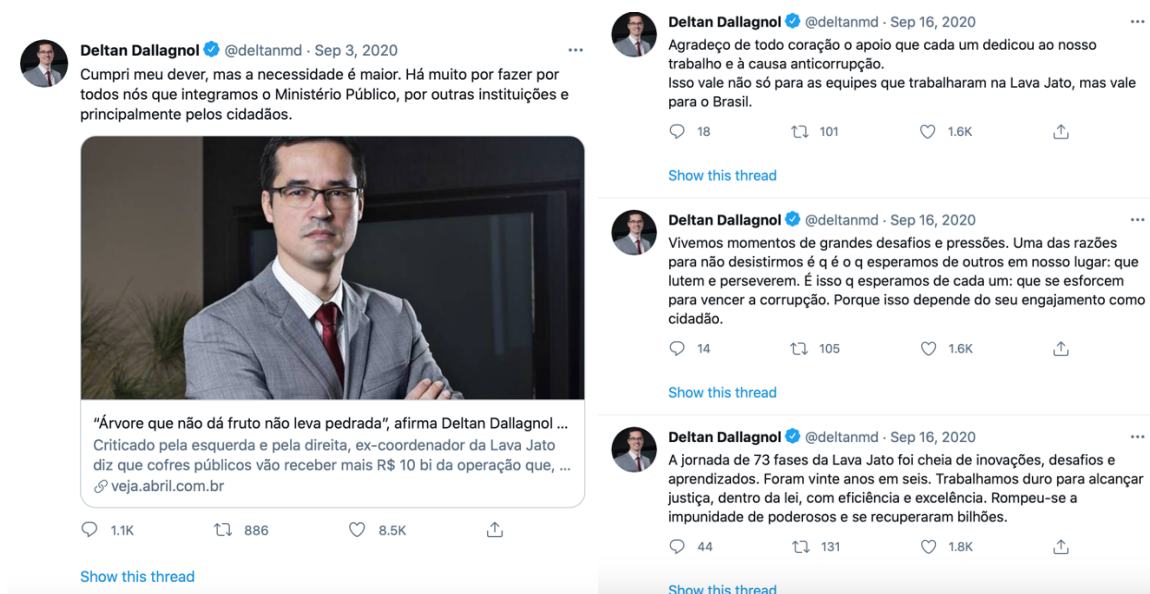 Deltan Dallagnol @deltanmd · Sep 3, 2020
Cumpri meu dever, mas a necessidade é maior. Há muito por fazer por
todos nós que integramos o Ministério Público, por outras instituições e
principalmente pelos cidadãos.
“Árvore que não dá fruto não leva pedrada”, afirma Deltan Dallagnol ...
Criticado pela esquerda e pela direita, ex-coordenador da Lava Jato
diz que cofres públicos vão receber mais R$ 10 bi da operação que, ...
veja.abril.com.br
1.1K 886 8.5K
Show this thread
Deltan Dallagnol @deltanmd · Sep 16, 2020
Agradeço de todo coração o apoio que cada um dedicou ao nosso
trabalho e à causa anticorrupção.
Isso vale não só para as equipes que trabalharam na Lava Jato, mas vale
para o Brasil.
18 101 1.6K
Show this thread
Deltan Dallagnol @deltanmd · Sep 16, 2020
Vivemos momentos de grandes desafios e pressões. Uma das razões
para não desistirmos é q é o q esperamos de outros em nosso lugar: que
lutem e perseverem. É isso q esperamos de cada um: que se esforcem
para vencer a corrupção. Porque isso depende do seu engajamento como
cidadão.
14 105 1.6K
Show this thread
Deltan Dallagnol @deltanmd · Sep 16, 2020
A jornada de 73 fases da Lava Jato foi cheia de inovações, desafios e
aprendizados. Foram vinte anos em seis. Trabalhamos duro para alcançar
justiça, dentro da lei, com eficiência e excelência. Rompeu-se a
impunidade de poderosos e se recuperaram bilhões.
44 131 1.8K
Show this thread